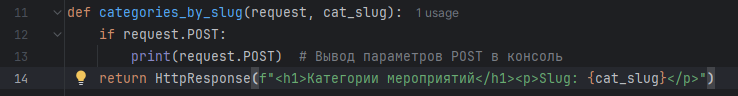 11 def categories_by_slug(request, cat_slug): 1 usage
12 if request.POST:
13 print(request.POST) # Вывод параметров POST в консоль
14 return HttpResponse(f"<h1>Категории мероприятий</h1><p>Slug: {cat_slug}</p>")